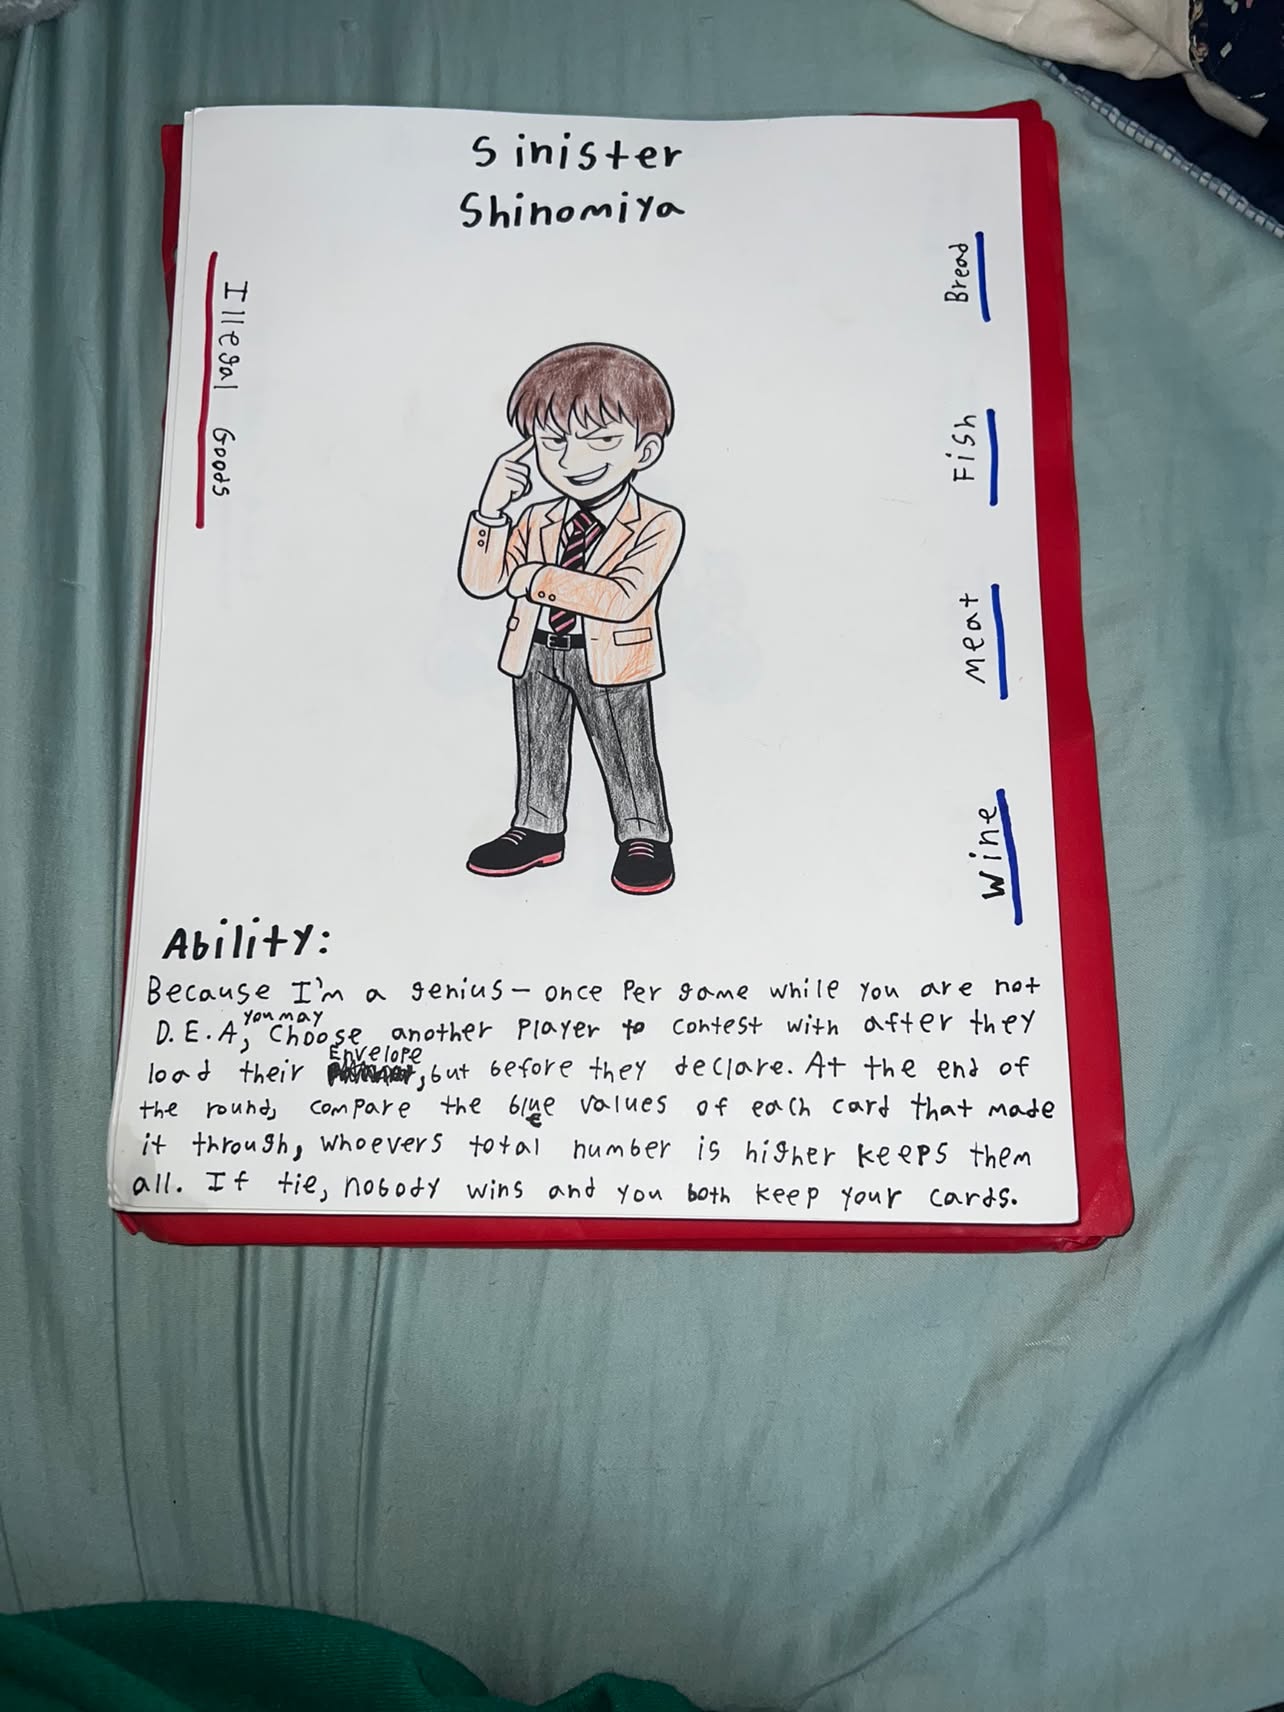 Sinister
Shinomiya
Illegal Goods
Bread
Fish
Meat
Wine
Ability:
Because I'm a genius— once Per game while you are not
D.E.A, you may Choose another Player to contest with after they
load their Envelope, but before they declare. At the end of
the round, compare the blue values of each card that made
it through, whoevers total number is higher keeps them
all. If tie, nobody wins and you both keep your cards.